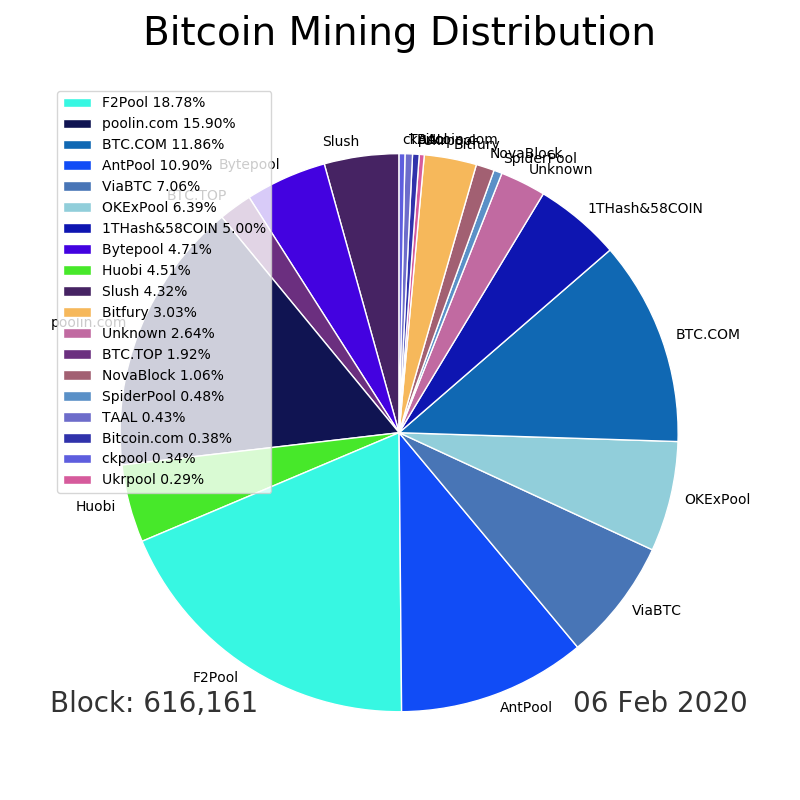 Bitcoin Mining Distribution
F2Pool 18.78%
poolin.com 15.90%
BTC.COM 11.86%
AntPool 10.90%
ViaBTC 7.06%
OKExPool 6.39%
1THash&58COIN 5.00%
Bytepool 4.71%
Huobi 4.51%
Slush 4.32%
Bitfury 3.03%
Unknown 2.64%
BTC.TOP 1.92%
NovaBlock 1.06%
SpiderPool 0.48%
TAAL 0.43%
Bitcoin.com 0.38%
ckpool 0.34%
Ukrpool 0.29%
Slush
Bytepool
BTC.TOP
poolin.com
Huobi
F2Pool
AntPool
ViaBTC
OKExPool
BTC.COM
1THash&58COIN
Unknown
SpiderPool
NovaBlock
Bitfury
Block: 616,161
06 Feb 2020